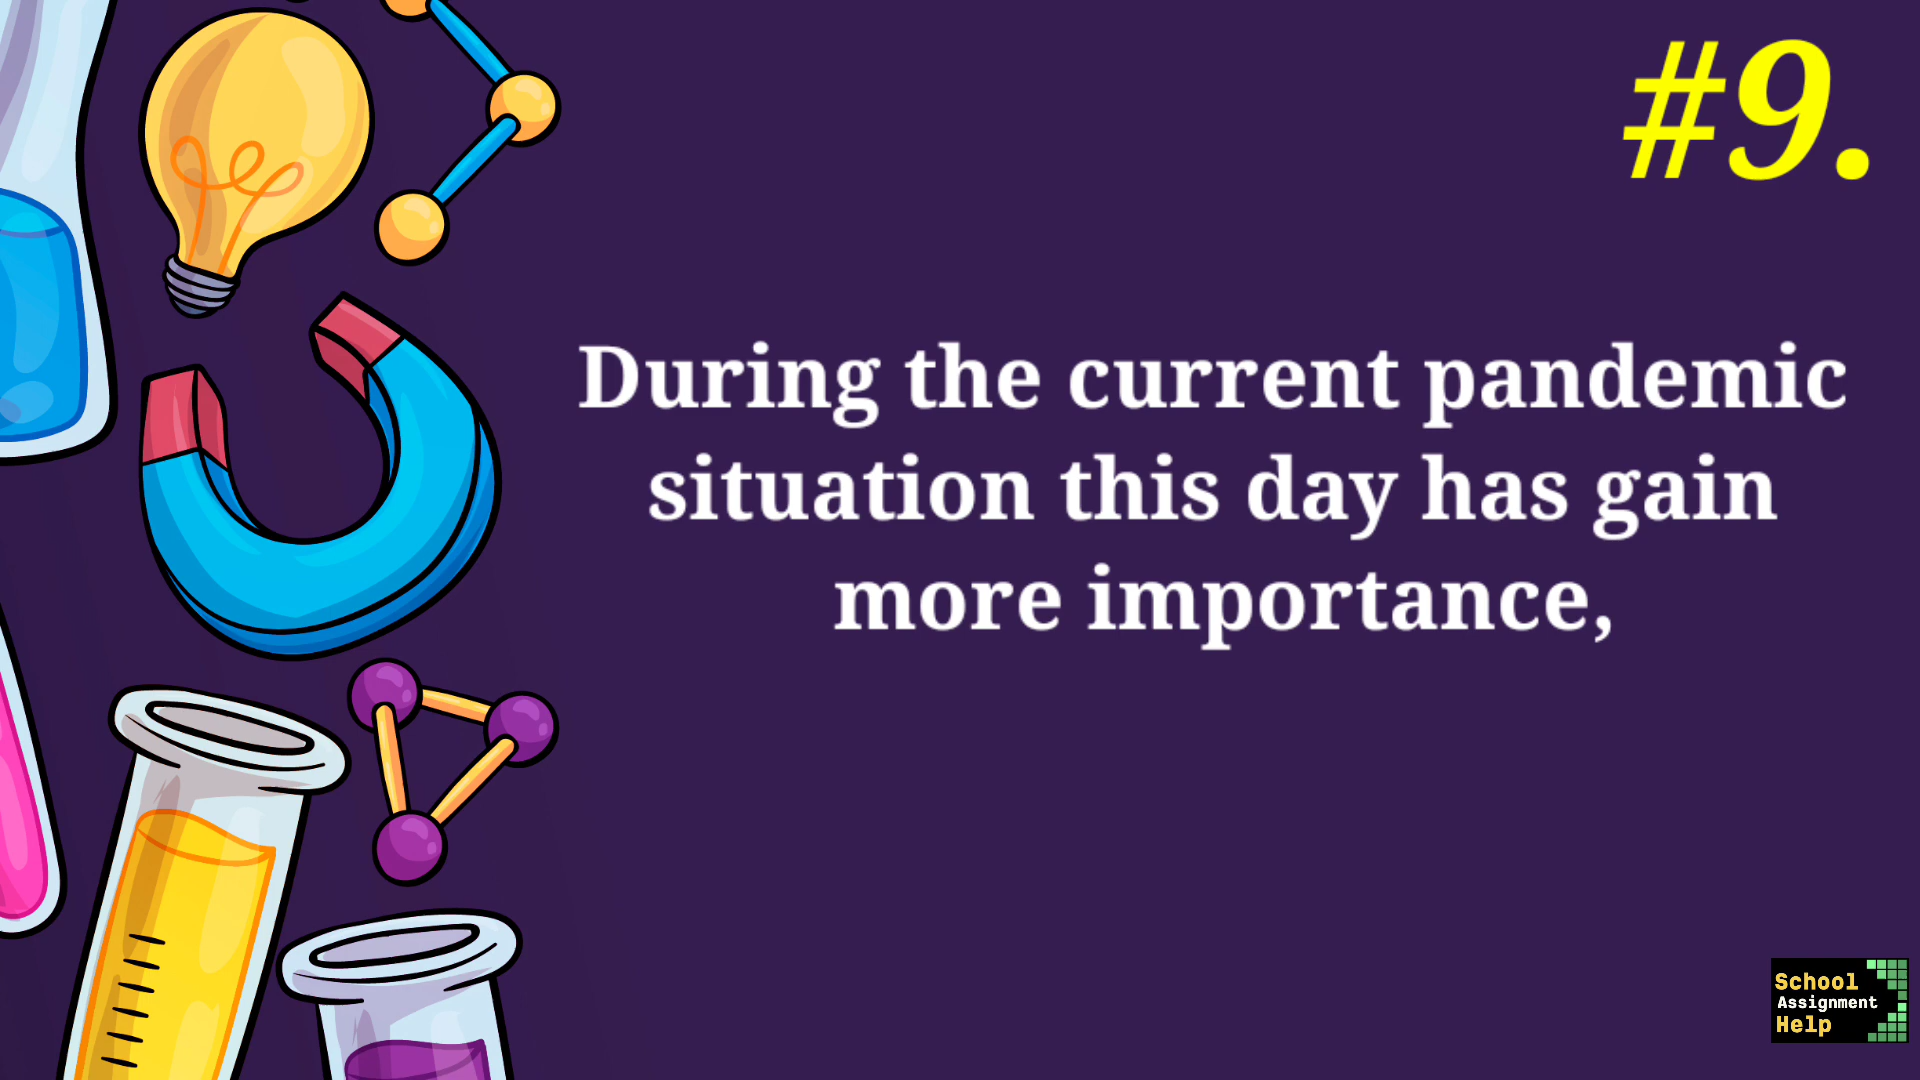 #9.
During the current pandemic
situation this day has gain
more importance,
School
Assignment
Help